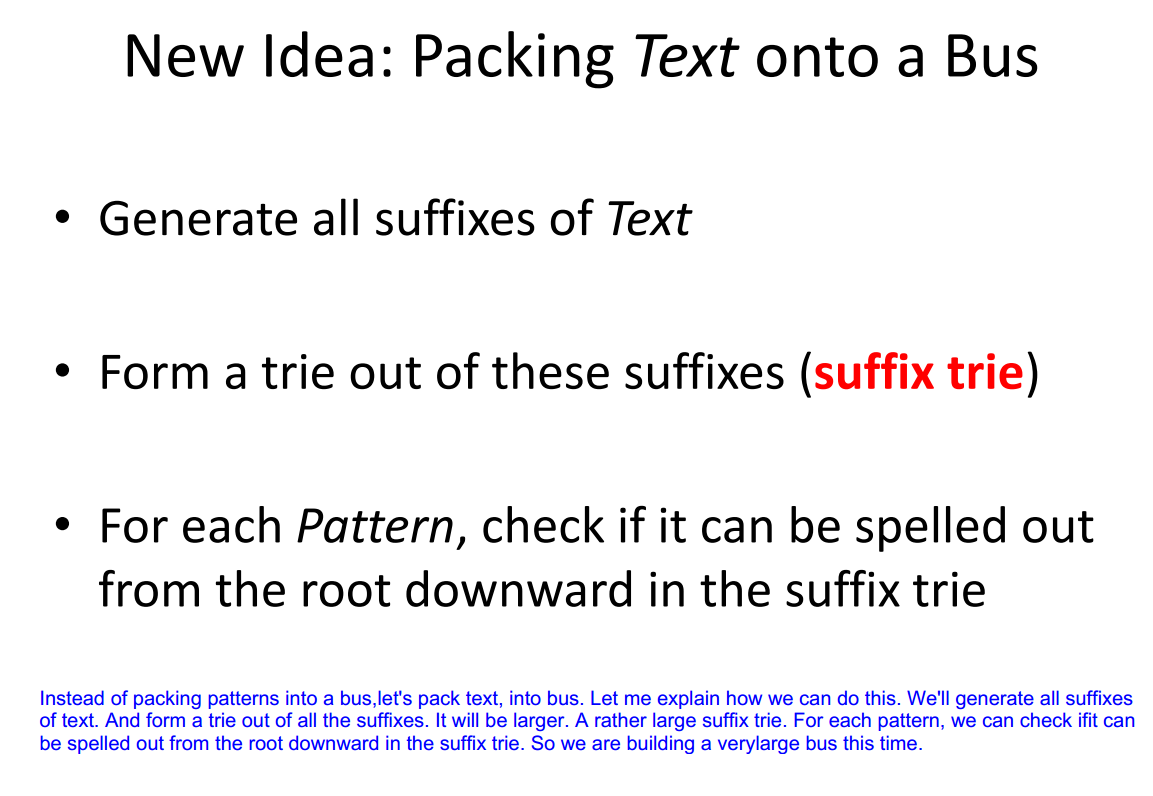 New Idea: Packing Text onto a Bus
• Generate all suffixes of Text
• Form a trie out of these suffixes (suffix trie)
• For each Pattern, check if it can be spelled out
from the root downward in the suffix trie
Instead of packing patterns into a bus,let's pack text, into bus. Let me explain how we can do this. We'll generate all suffixes
of text. And form a trie out of all the suffixes. It will be larger. A rather large suffix trie. For each pattern, we can check ifit can
be spelled out from the root downward in the suffix trie. So we are building a verylarge bus this time.